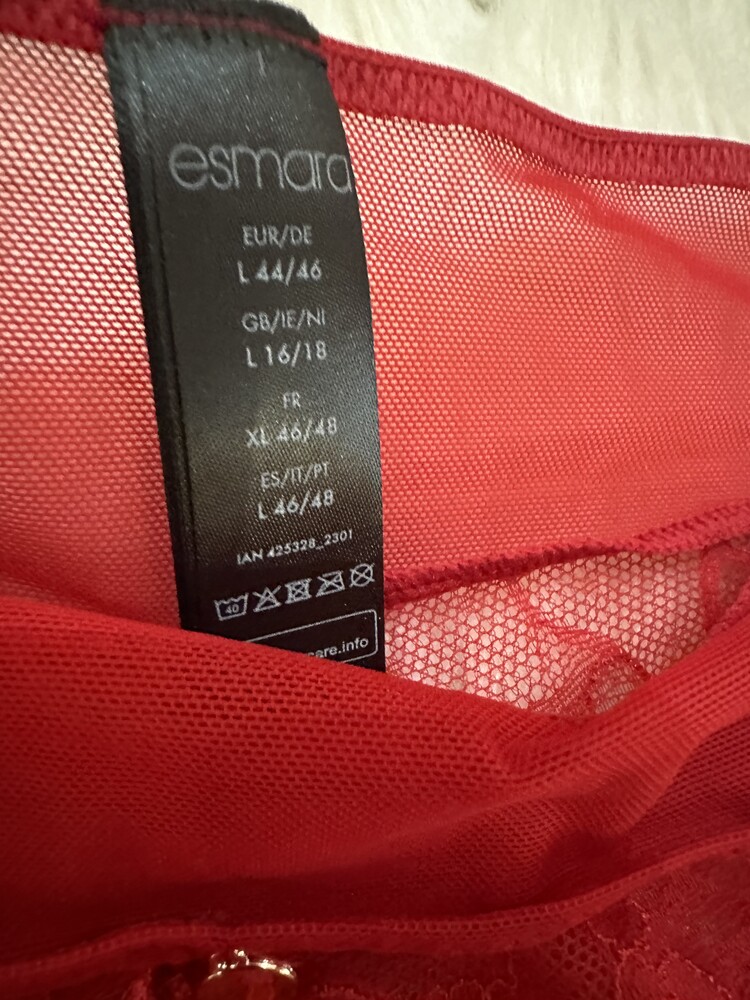 esmara
EUR/DE
L 44/46
GB/IE/NI
L 16/18
FR
XL 46/48
ES/IT/PT
L 46/48
IAN 425328_2301
40
.info